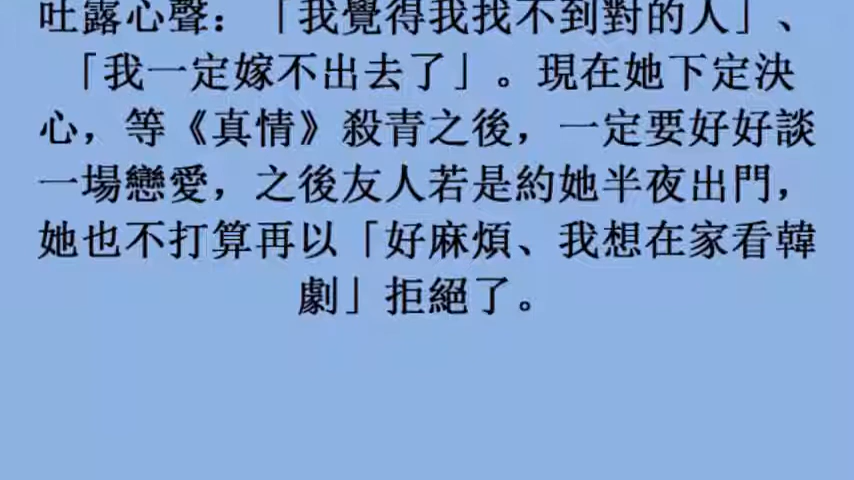 吐露心聲：「我覺得我找不到對的人」、
「我一定嫁不出去了」。現在她下定決
心，等《真情》殺青之後，一定要好好談
一場戀愛，之後友人若是約她半夜出門，
她也不打算再以「好麻煩、我想在家看韓
劇」拒絕了。